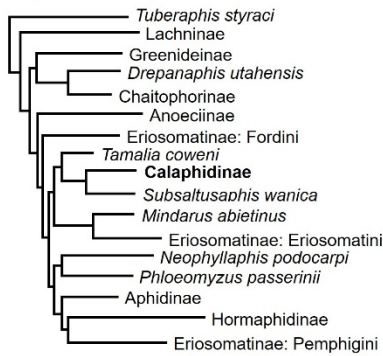 Tuberaphis styraci
Lachninae
Greenideinae
Drepanaphis utahensis
Chaitophorinae
Anoeciinae
Eriosomatinae: Fordini
Tamalia coweni
Calaphidinae
Subsaltusaphis wanica
Mindarus abietinus
Eriosomatinae: Eriosomatini
Neophyllaphis podocarpi
Phloeomyzus passerinii
Aphidinae
Hormaphidinae
Eriosomatinae: Pemphigini